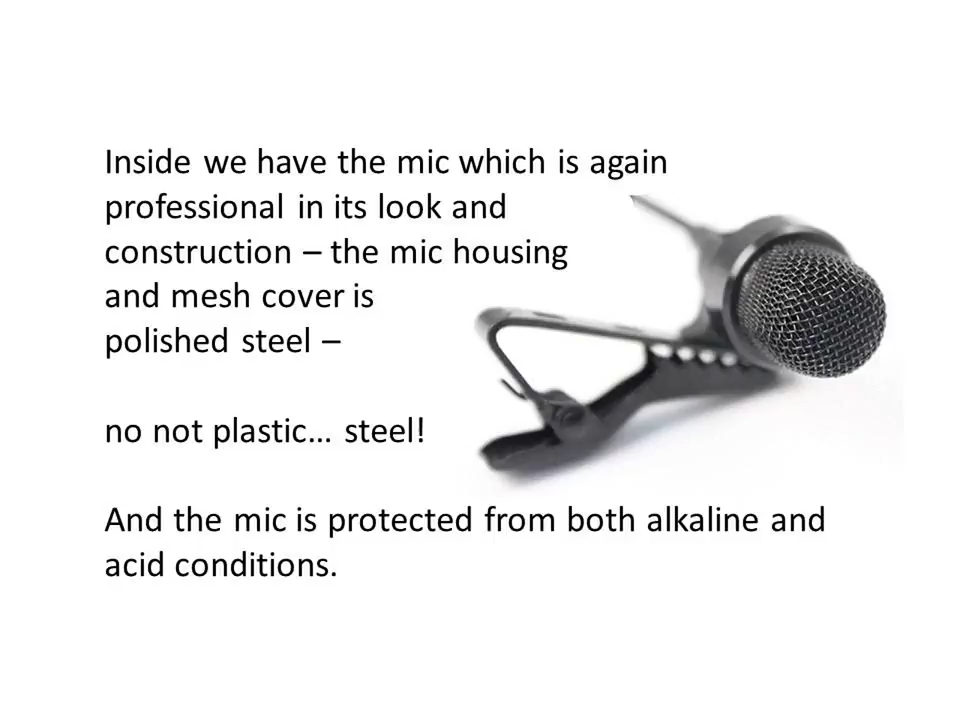 Inside we have the mic which is again
professional in its look and
construction – the mic housing
and mesh cover is
polished steel –
no not plastic… steel!
And the mic is protected from both alkaline and
acid conditions.